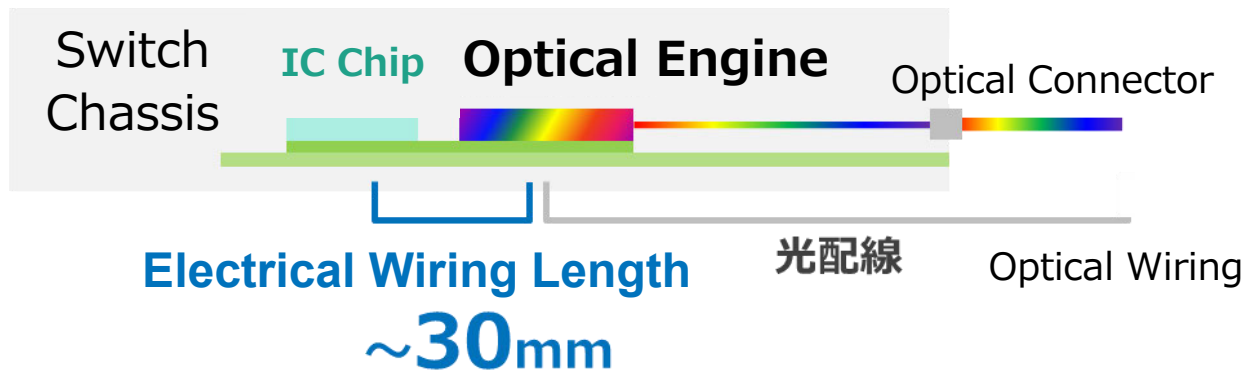 Switch
Chassis
IC Chip
Optical Engine
Optical Connector
Electrical Wiring Length
~30mm
光配線
Optical Wiring